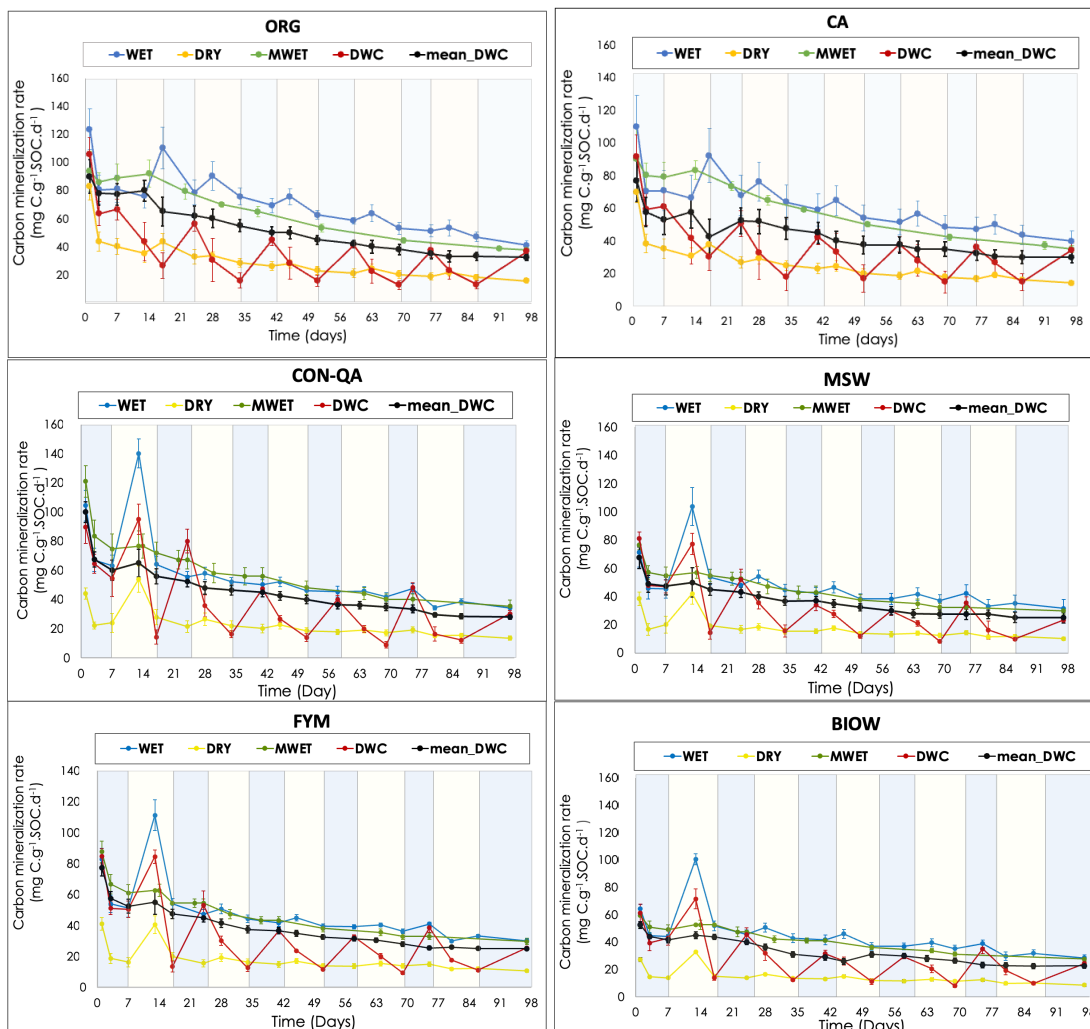 ORG
WET DRY MWET DWC mean_DWC
Carbon mineralization rate
(mg C.g-1.SOC.d-1 )
160
140
120
100
80
60
40
20
0 7 14 21 28 35 42 49 56 63 70 77 84 91 98
Time (days)
CA
WET DRY MWET DWC mean_DWC
Carbon mineralization rate
(mg C.g-1.SOC.d-1 )
160
140
120
100
80
60
40
20
0
0 7 14 21 28 35 42 49 56 63 70 77 84 91 98
Time (days)
CON-QA
WET DRY MWET DWC mean_DWC
Carbon mineralization rate
(mg C.g-1.SOC.d-1 )
160
140
120
100
80
60
40
20
0
0 7 14 21 28 35 42 49 56 63 70 77 84 91 98
Time (Day)
MSW
WET DRY MWET DWC mean_DWC
Carbon mineralization rate
(mg C.g-1.SOC.d-1 )
160
140
120
100
80
60
40
20
0
0 7 14 21 28 35 42 49 56 63 70 77 84 91 98
Time (Days)
FYM
WET DRY MWET DWC mean_DWC
Carbon mineralization rate
(mg C.g-1.SOC.d-1 )
140
120
100
80
60
40
20
0
0 7 14 21 28 35 42 49 56 63 70 77 84 91 98
Time (Days)
BIOW
WET DRY MWET DWC mean_DWC
Carbon mineralization rate
(mg C.g-1.SOC.d-1 )
160
140
120
100
80
60
40
20
0
0 7 14 21 28 35 42 49 56 63 70 77 84 91
Time (Days)